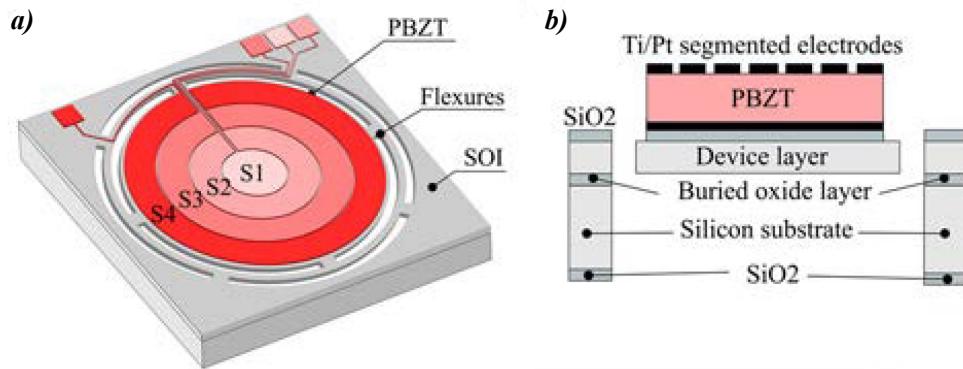 a)
PBZT
Flexures
SOI
S1
S2
S3
S4
b)
Ti/Pt segmented electrodes
PBZT
SiO2
Device layer
Buried oxide layer
Silicon substrate
SiO2